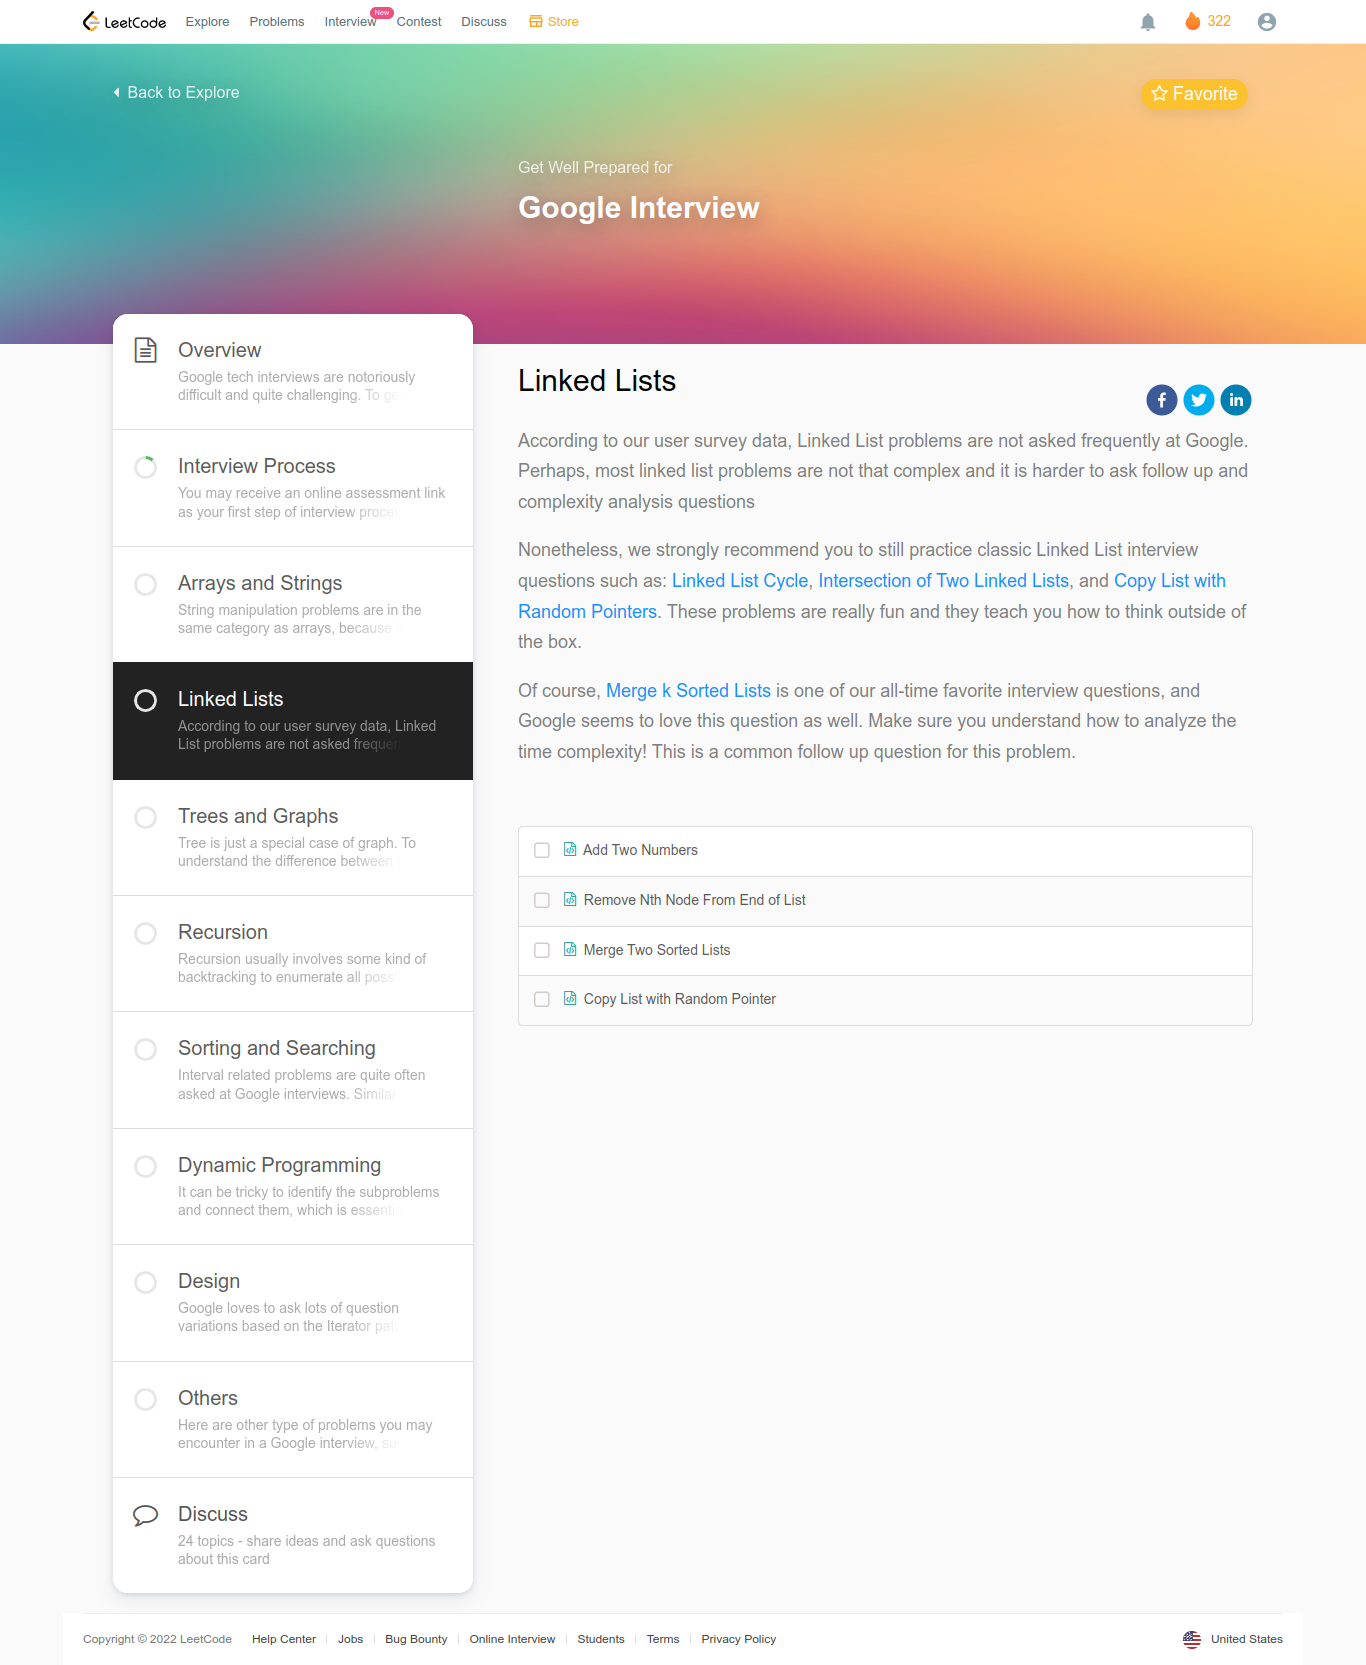 LeetCode Explore Problems Interview New Contest Discuss Store 322
Back to Explore
Favorite
Get Well Prepared for
Google Interview
Overview
Google tech interviews are notoriously
difficult and quite challenging. To ge
Interview Process
You may receive an online assessment link
as your first step of interview proce
Arrays and Strings
String manipulation problems are in the
same category as arrays, because
Linked Lists
According to our user survey data, Linked
List problems are not asked frequen
Trees and Graphs
Tree is just a special case of graph. To
understand the difference between
Recursion
Recursion usually involves some kind of
backtracking to enumerate all poss
Sorting and Searching
Interval related problems are quite often
asked at Google interviews. Similar
Dynamic Programming
It can be tricky to identify the subproblems
and connect them, which is essenti
Design
Google loves to ask lots of question
variations based on the Iterator patt
Others
Here are other type of problems you may
encounter in a Google interview, su
Discuss
24 topics - share ideas and ask questions
about this card
Linked Lists
According to our user survey data, Linked List problems are not asked frequently at Google.
Perhaps, most linked list problems are not that complex and it is harder to ask follow up and
complexity analysis questions
Nonetheless, we strongly recommend you to still practice classic Linked List interview
questions such as: Linked List Cycle, Intersection of Two Linked Lists, and Copy List with
Random Pointers. These problems are really fun and they teach you how to think outside of
the box.
Of course, Merge k Sorted Lists is one of our all-time favorite interview questions, and
Google seems to love this question as well. Make sure you understand how to analyze the
time complexity! This is a common follow up question for this problem.
Add Two Numbers
Remove Nth Node From End of List
Merge Two Sorted Lists
Copy List with Random Pointer
Copyright © 2022 LeetCode Help Center Jobs Bug Bounty Online Interview Students Terms Privacy Policy United States